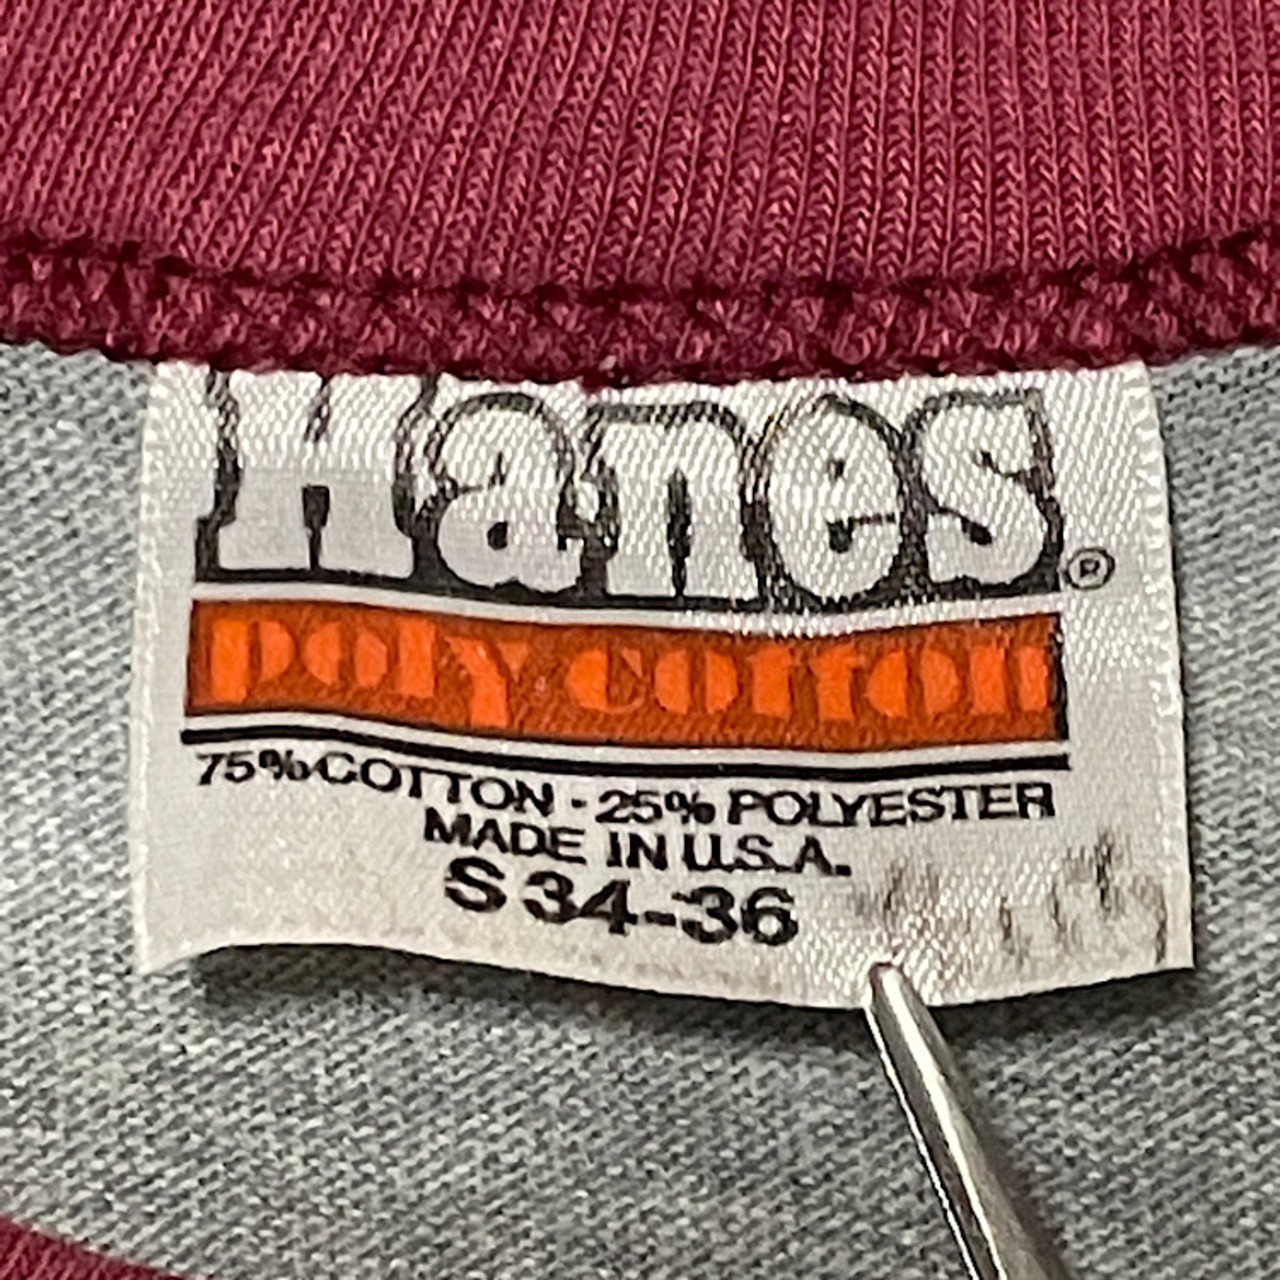 Hanes®
poly cotton
75% COTTON - 25% POLYESTER
MADE IN U.S.A.
S 34-36